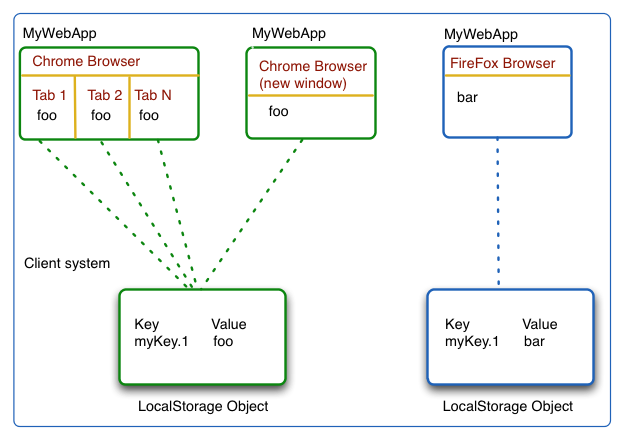 MyWebApp
Chrome Browser
Tab 1 Tab 2 Tab N
foo foo foo
MyWebApp
Chrome Browser
(new window)
foo
MyWebApp
FireFox Browser
bar
Client system
Key Value
myKey.1 foo
LocalStorage Object
Key Value
myKey.1 bar
LocalStorage Object